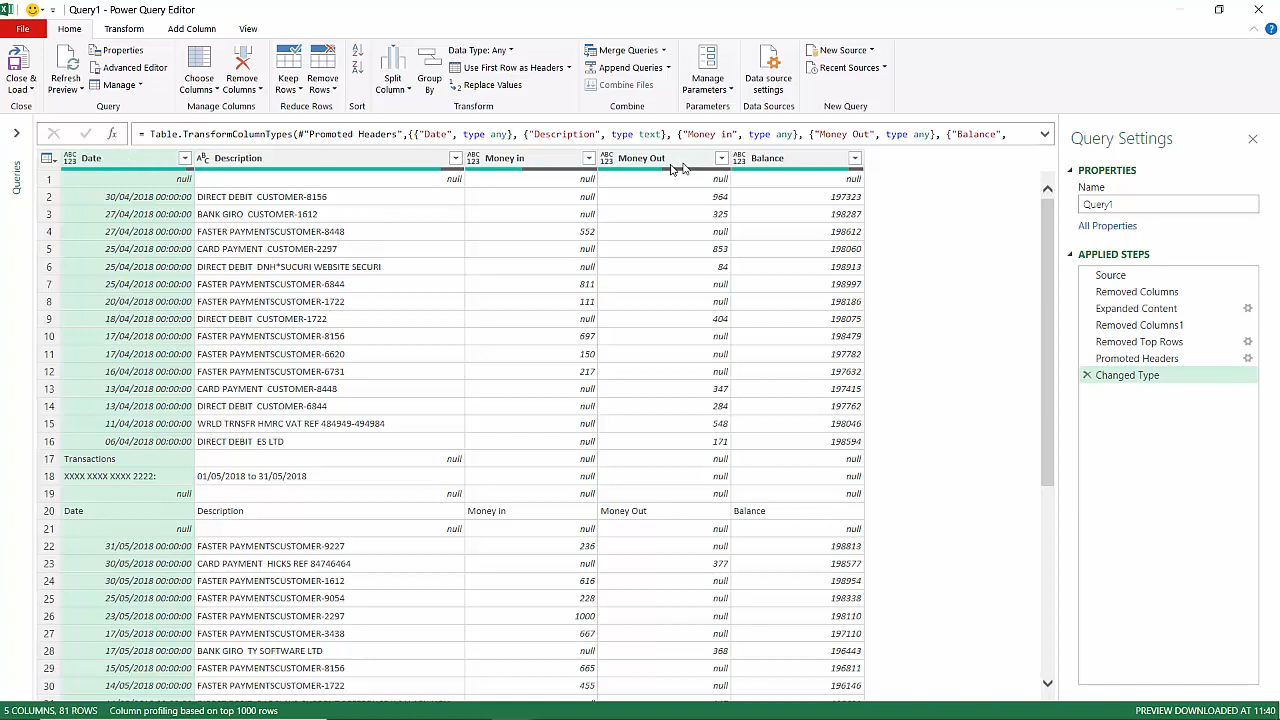 Query1 - Power Query Editor
File Home Transform Add Column View
Close & Load
Refresh Preview
Properties
Advanced Editor
Manage
Choose Columns
Remove Columns
Keep Rows
Remove Rows
Split Column
Group By
Data Type: Any
Use First Row as Headers
Replace Values
Merge Queries
Append Queries
Combine Files
Manage Parameters
Data source settings
New Source
Recent Sources
Close Query Manage Columns Reduce Rows Sort Transform Combine Parameters Data Sources New Query
fx = Table.TransformColumnTypes(#"Promoted Headers",{{"Date", type any}, {"Description", type text}, {"Money in", type any}, {"Money Out", type any}, {"Balance",
Queries
ABC 123 Date ABC Description ABC 123 Money in ABC 123 Money Out ABC 123 Balance
1 null null null null null
2 30/04/2018 00:00:00 DIRECT DEBIT CUSTOMER-8156 null 964 197323
3 27/04/2018 00:00:00 BANK GIRO CUSTOMER-1612 null 325 198287
4 27/04/2018 00:00:00 FASTER PAYMENTSCUSTOMER-8448 552 null 198612
5 25/04/2018 00:00:00 CARD PAYMENT CUSTOMER-2297 null 853 198060
6 25/04/2018 00:00:00 DIRECT DEBIT DNH*SUCURI WEBSITE SECURI null 84 198913
7 25/04/2018 00:00:00 FASTER PAYMENTSCUSTOMER-6844 811 null 198997
8 20/04/2018 00:00:00 FASTER PAYMENTSCUSTOMER-1722 111 null 198186
9 18/04/2018 00:00:00 DIRECT DEBIT CUSTOMER-1722 null 404 198075
10 17/04/2018 00:00:00 FASTER PAYMENTSCUSTOMER-8156 697 null 198479
11 17/04/2018 00:00:00 FASTER PAYMENTSCUSTOMER-6620 150 null 197782
12 16/04/2018 00:00:00 FASTER PAYMENTSCUSTOMER-6731 217 null 197632
13 13/04/2018 00:00:00 CARD PAYMENT CUSTOMER-8448 null 347 197415
14 13/04/2018 00:00:00 DIRECT DEBIT CUSTOMER-6844 null 284 197762
15 11/04/2018 00:00:00 WRLD TRNSFR HMRC VAT REF 484949-494984 null 548 198046
16 06/04/2018 00:00:00 DIRECT DEBIT ES LTD null 171 198594
17 Transactions null null null null
18 XXXX XXXX XXXX 2222: 01/05/2018 to 31/05/2018 null null null
19 null null null null null
20 Date Description Money in Money Out Balance
21 null null null null null
22 31/05/2018 00:00:00 FASTER PAYMENTSCUSTOMER-9227 236 null 198813
23 30/05/2018 00:00:00 CARD PAYMENT HICKS REF 84746464 null 377 198577
24 30/05/2018 00:00:00 FASTER PAYMENTSCUSTOMER-1612 616 null 198954
25 25/05/2018 00:00:00 FASTER PAYMENTSCUSTOMER-9054 228 null 198338
26 23/05/2018 00:00:00 FASTER PAYMENTSCUSTOMER-2297 1000 null 198110
27 17/05/2018 00:00:00 FASTER PAYMENTSCUSTOMER-3438 667 null 197110
28 17/05/2018 00:00:00 BANK GIRO TY SOFTWARE LTD null 368 196443
29 15/05/2018 00:00:00 FASTER PAYMENTSCUSTOMER-8156 665 null 196811
30 14/05/2018 00:00:00 FASTER PAYMENTSCUSTOMER-1722 455 null 196146
Query Settings
PROPERTIES
Name
Query1
All Properties
APPLIED STEPS
Source
Removed Columns
Expanded Content
Removed Columns1
Removed Top Rows
Promoted Headers
Changed Type
5 COLUMNS, 81 ROWS Column profiling based on top 1000 rows PREVIEW DOWNLOADED AT 11:40